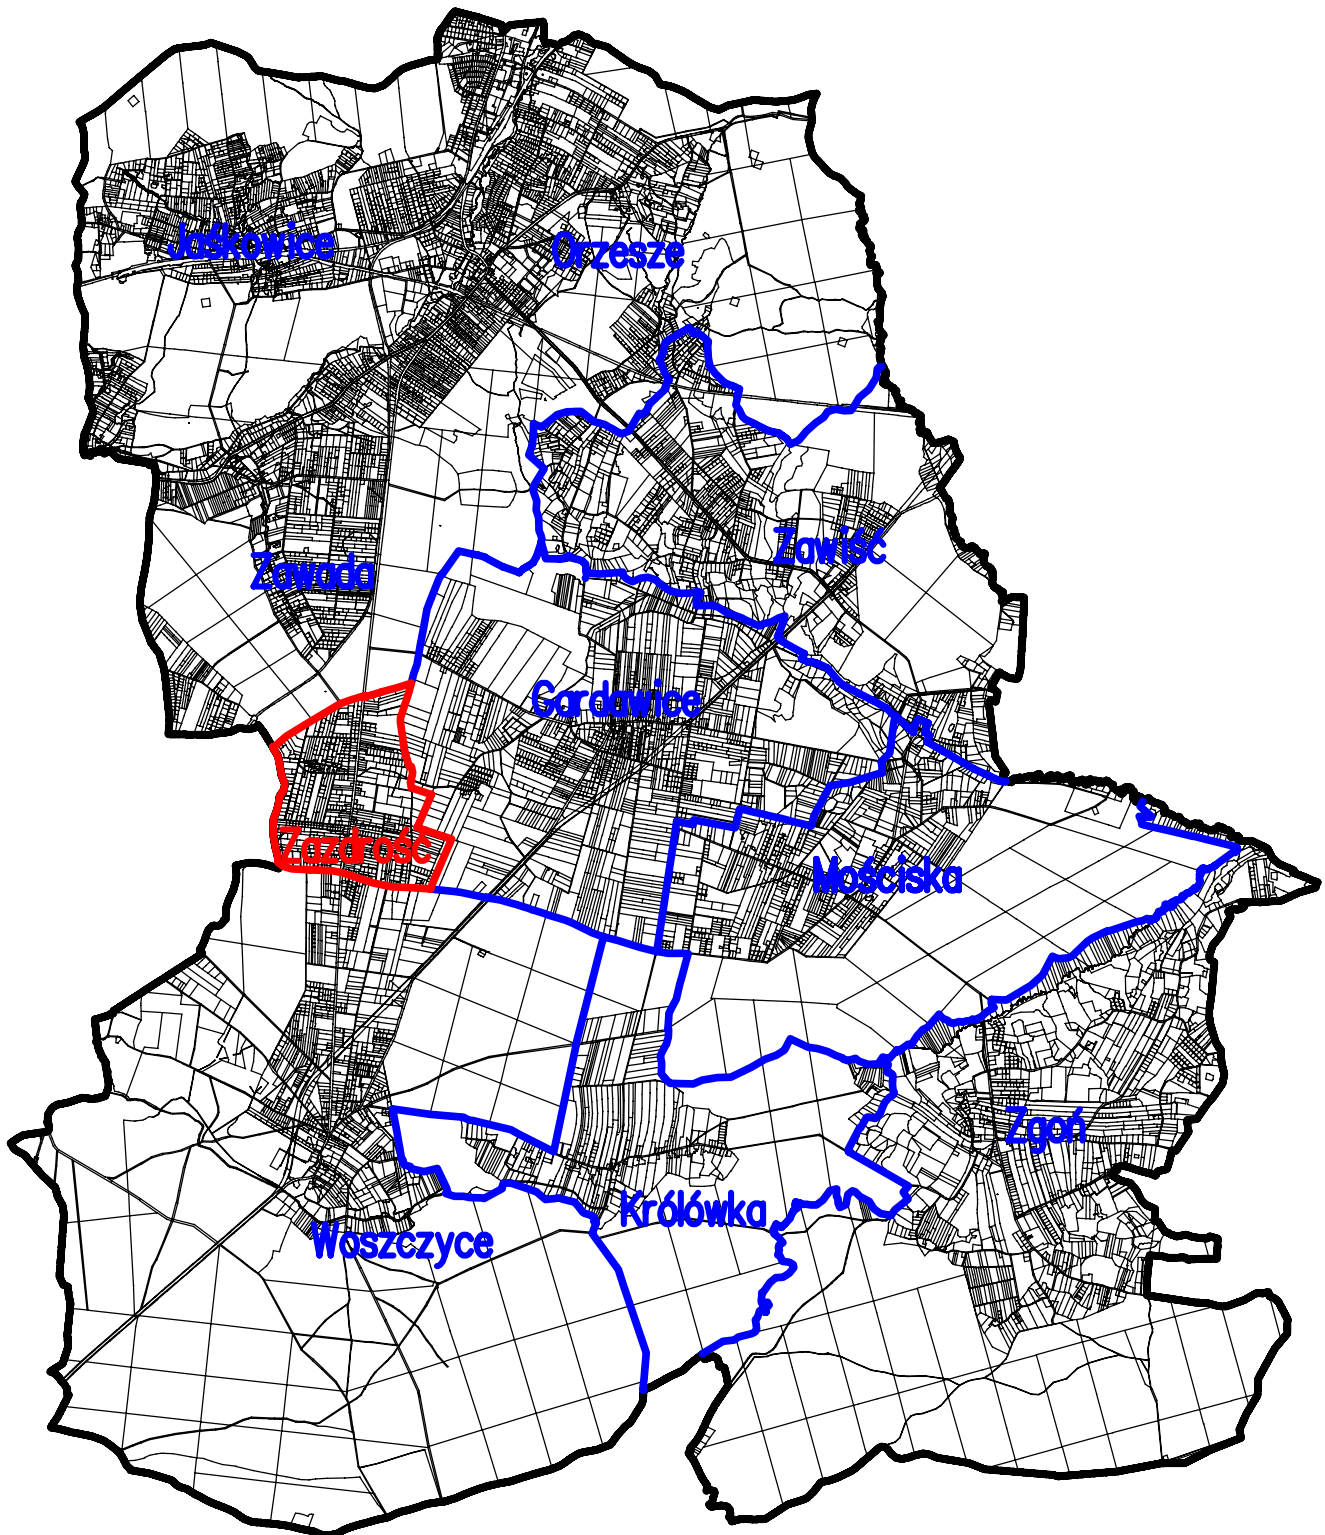 Jaśkowice
Orzesze
Zawiść
Zawada
Gardawice
Zazdrość
Mościska
Zgoń
Królówka
Woszczyce